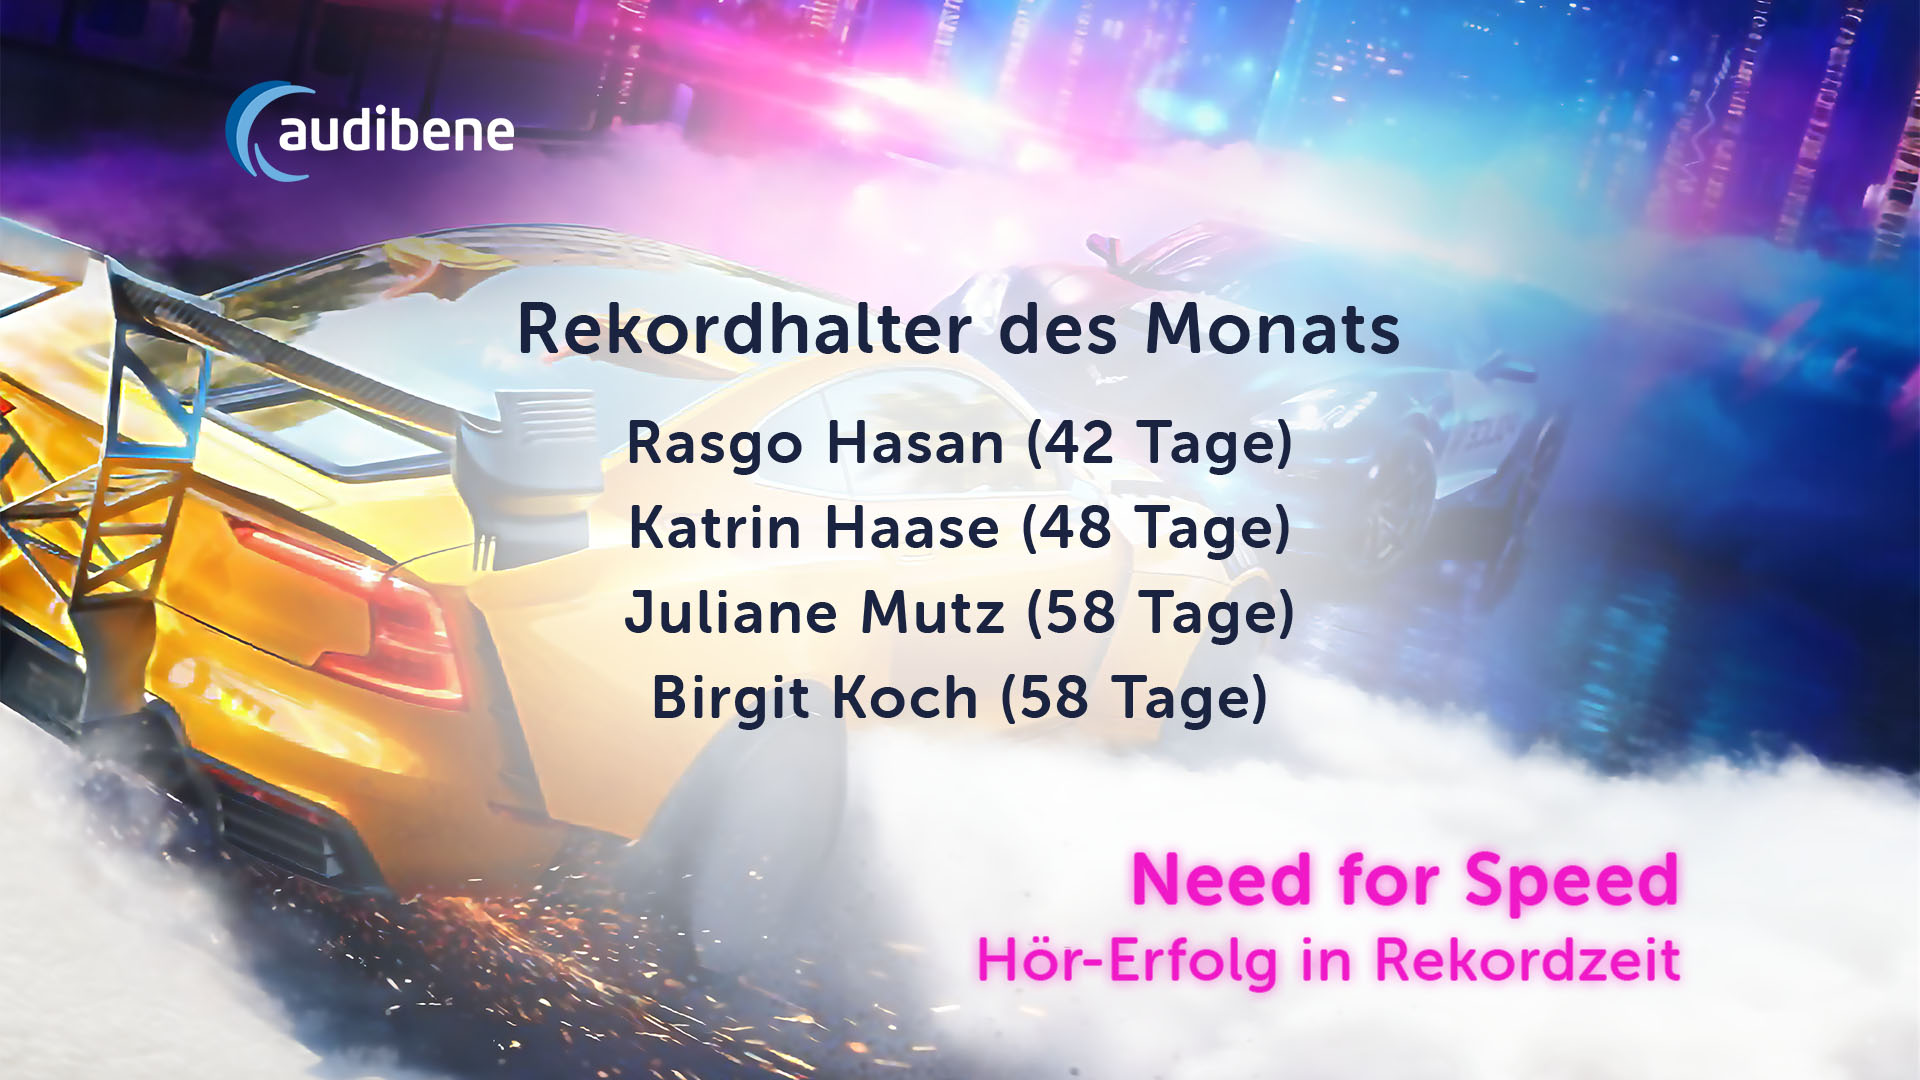 audibene
Rekordhalter des Monats
Rasgo Hasan (42 Tage)
Katrin Haase (48 Tage)
Juliane Mutz (58 Tage)
Birgit Koch (58 Tage)
Need for Speed
Hör-Erfolg in Rekordzeit